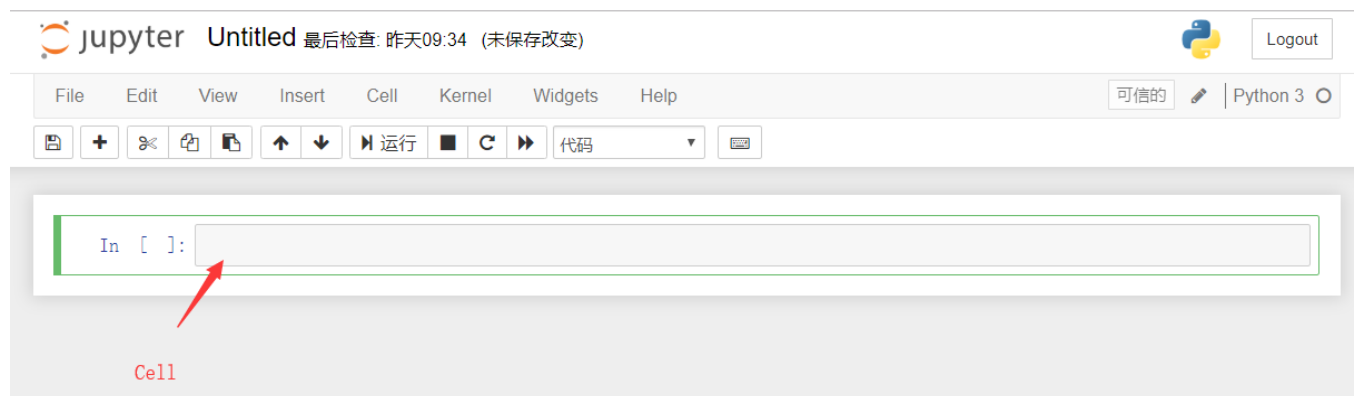 jupyter Untitled 最后检查: 昨天09:34 (未保存改变) Logout
File Edit View Insert Cell Kernel Widgets Help 可信的 Python 3
运行 代码
In [ ]:
Cell